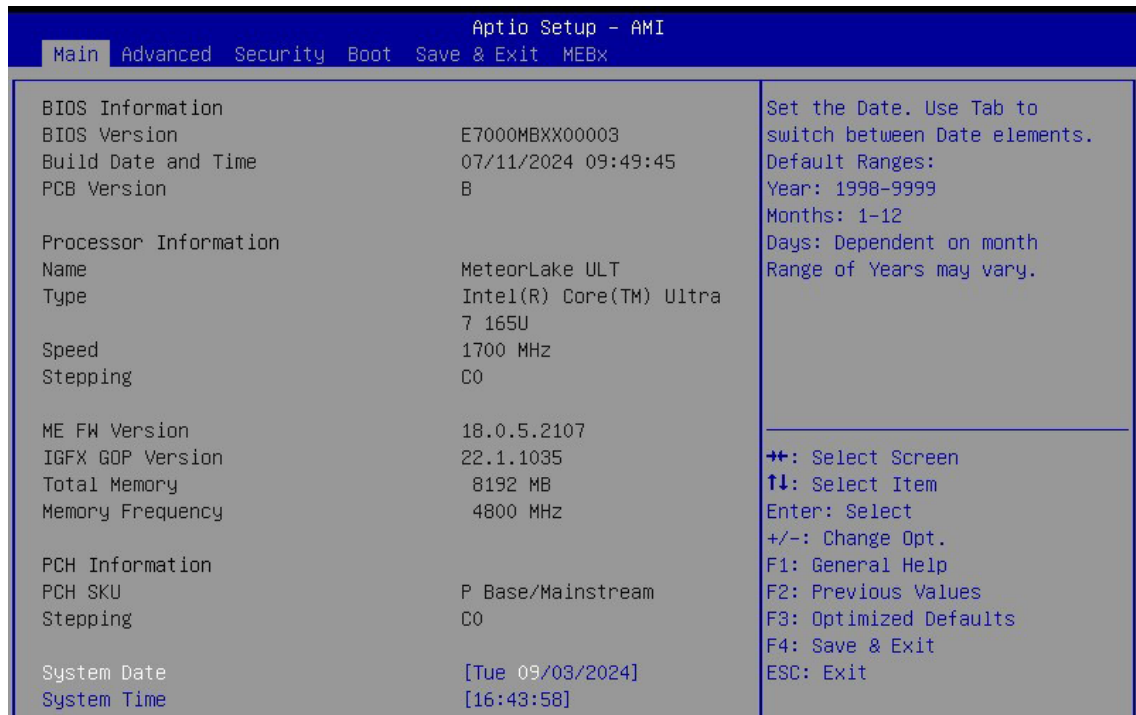 Aptio Setup - AMI
Main Advanced Security Boot Save & Exit MEBx
BIOS Information
BIOS Version E7000MBXX00003
Build Date and Time 07/11/2024 09:49:45
PCB Version B
Processor Information
Name MeteorLake ULT
Type Intel(R) Core(TM) Ultra
7 165U
Speed 1700 MHz
Stepping C0
ME FW Version 18.0.5.2107
IGFX GOP Version 22.1.1035
Total Memory 8192 MB
Memory Frequency 4800 MHz
PCH Information
PCH SKU P Base/Mainstream
Stepping C0
System Date [Tue 09/03/2024]
System Time [16:43:58]
Set the Date. Use Tab to
switch between Date elements.
Default Ranges:
Year: 1998-9999
Months: 1-12
Days: Dependent on month
Range of Years may vary.
→←: Select Screen
↑↓: Select Item
Enter: Select
+/-: Change Opt.
F1: General Help
F2: Previous Values
F3: Optimized Defaults
F4: Save & Exit
ESC: Exit